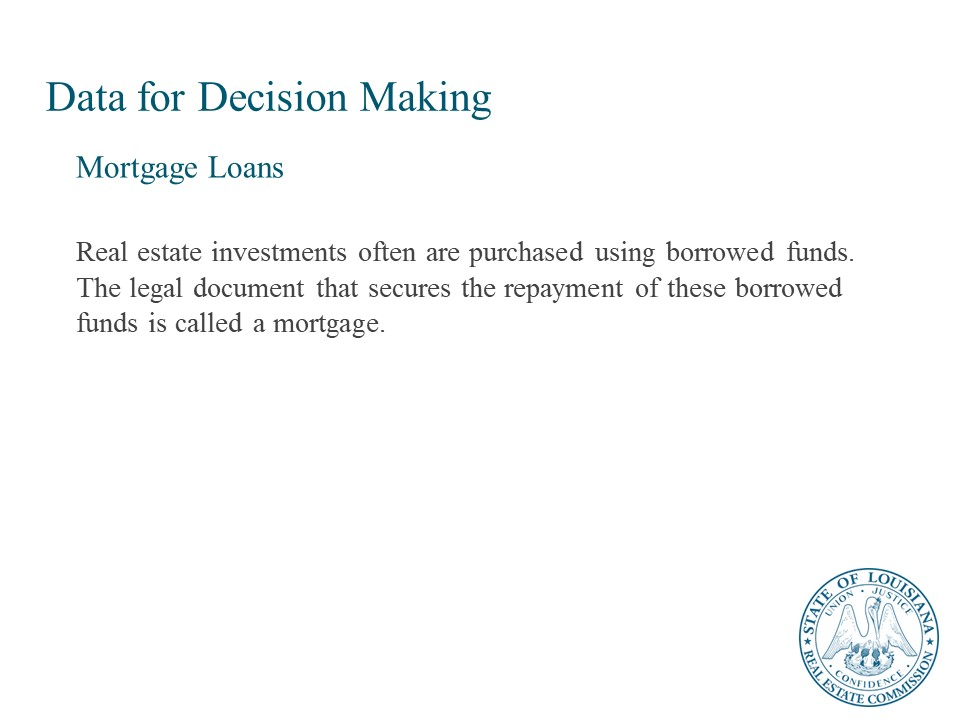 Data for Decision Making
Mortgage Loans
Real estate investments often are purchased using borrowed funds.
The legal document that secures the repayment of these borrowed
funds is called a mortgage.
STATE OF LOUISIANA
UNION · JUSTICE
· CONFIDENCE ·
REAL ESTATE COMMISSION